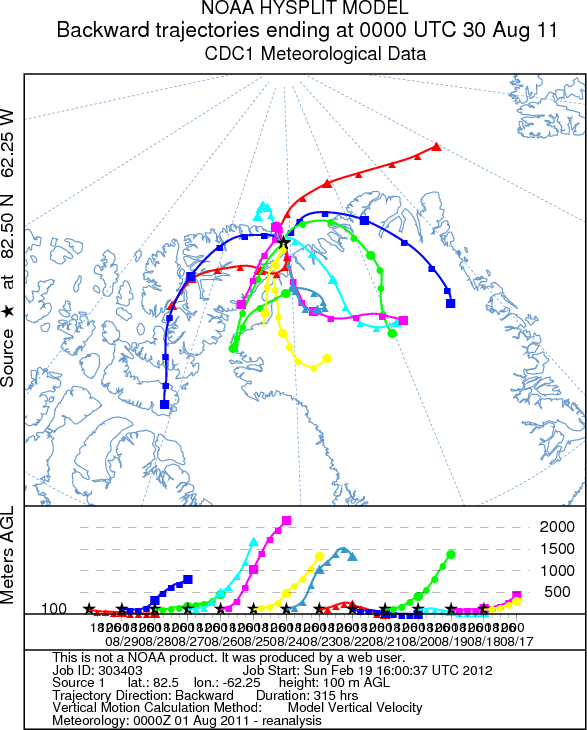 NOAA HYSPLIT MODEL
Backward trajectories ending at 0000 UTC 30 Aug 11
CDC1 Meteorological Data
Source ★ at 82.50 N 62.25 W
Meters AGL
2000
1500
1000
500
100
08/29 08/28 08/27 08/26 08/25 08/24 08/23 08/22 08/21 08/20 08/19 08/18 08/17
This is not a NOAA product. It was produced by a web user.
Job ID: 303403 Job Start: Sun Feb 19 16:00:37 UTC 2012
Source 1 lat.: 82.5 lon.: -62.25 height: 100 m AGL
Trajectory Direction: Backward Duration: 315 hrs
Vertical Motion Calculation Method: Model Vertical Velocity
Meteorology: 0000Z 01 Aug 2011 - reanalysis